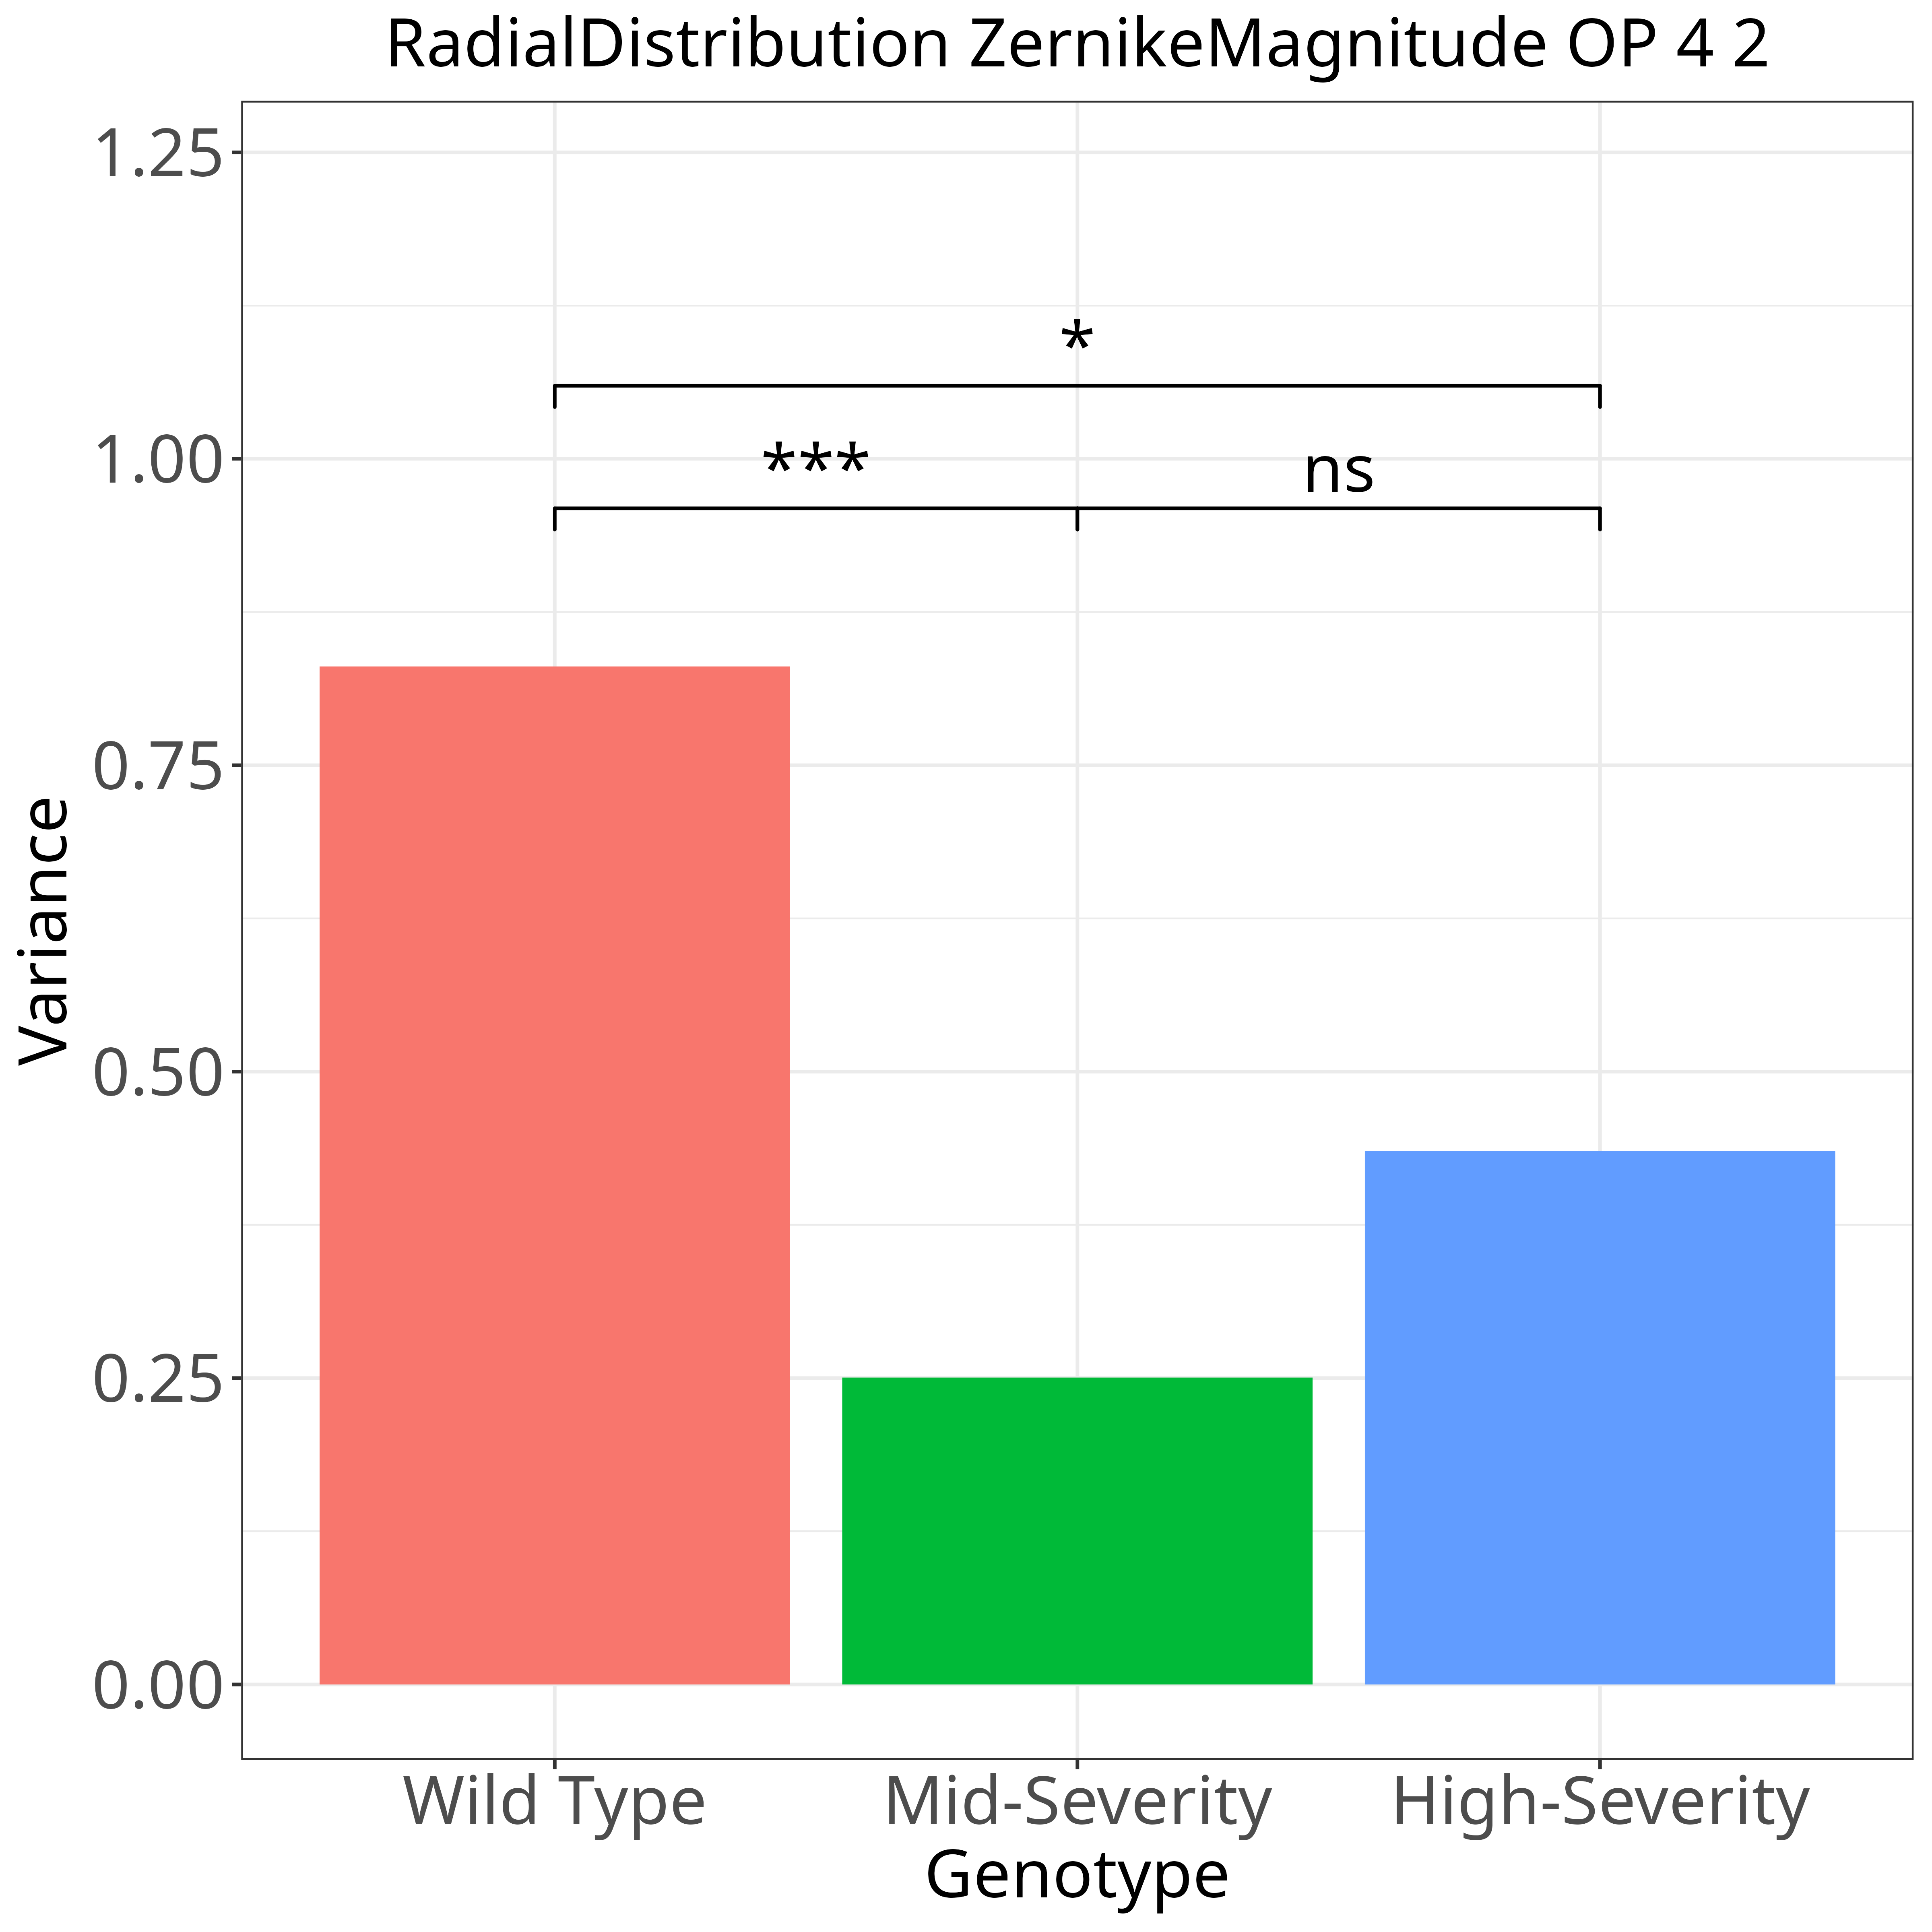 RadialDistribution ZernikeMagnitude OP 4 2
1.25
*
1.00
***
ns
0.75
Variance
0.50
0.25
0.00
Wild Type
Mid-Severity
High-Severity
Genotype